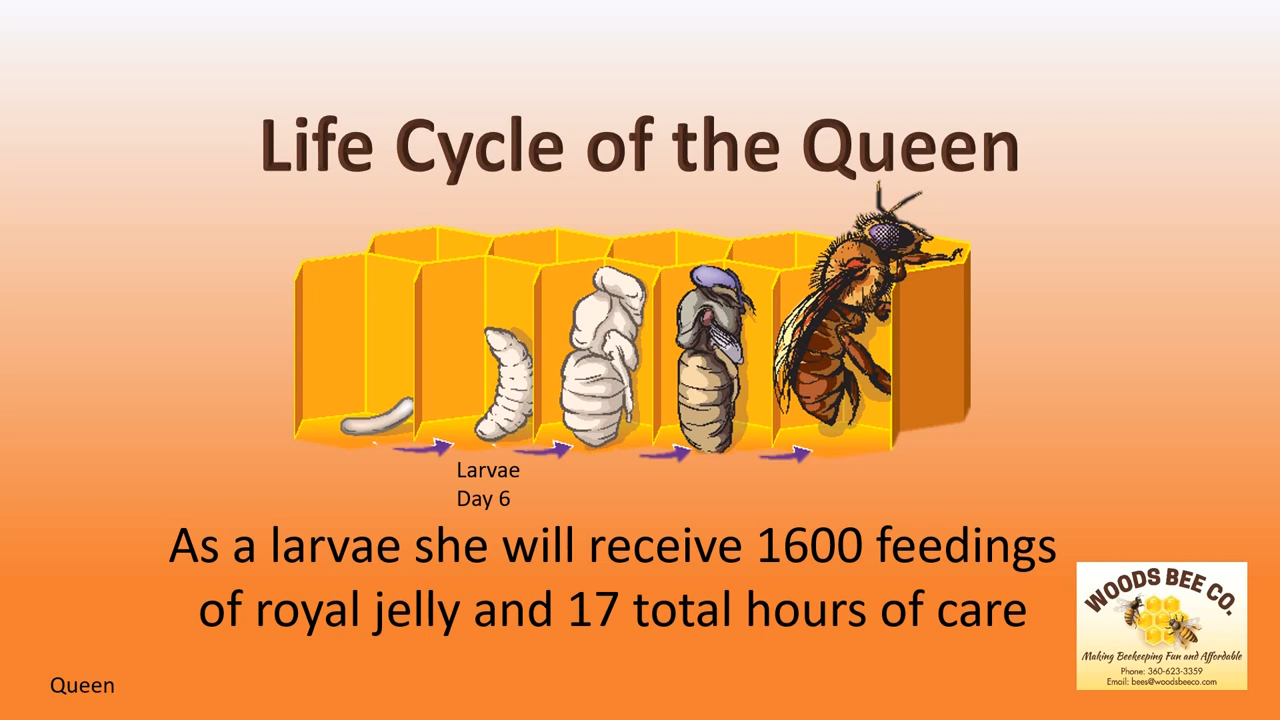 Life Cycle of the Queen
Larvae
Day 6
As a larvae she will receive 1600 feedings
of royal jelly and 17 total hours of care
WOODS BEE CO.
Making Beekeeping Fun and Affordable
Phone: 360-623-3359
Email: bees@woodsbeeco.com
Queen